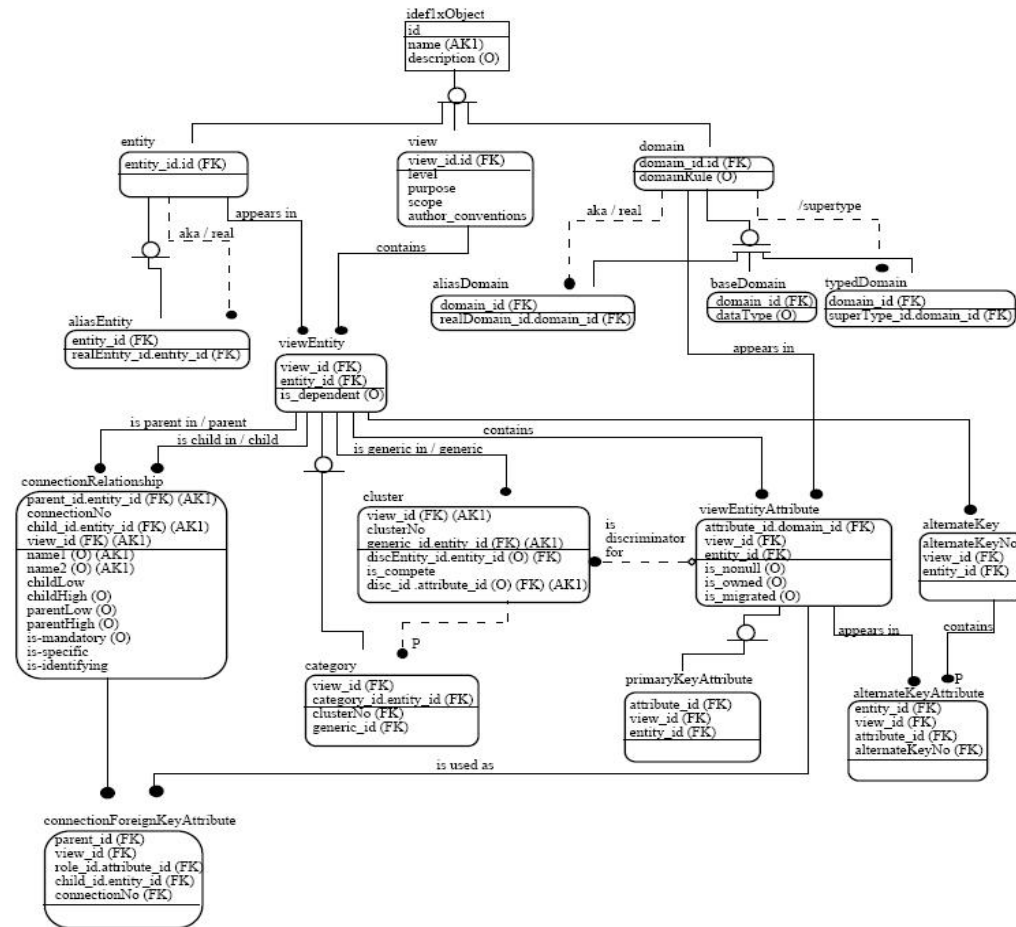 idef1xObject
id
name (AK1)
description (O)
entity
entity_id.id (FK)
view
view_id.id (FK)
level
purpose
scope
author_conventions
domain
domain_id.id (FK)
domainRule (O)
appears in
aka / real
contains
aka / real
/supertype
aliasDomain
domain_id (FK)
realDomain_id.domain_id (FK)
baseDomain
domain_id (FK)
dataType (O)
typedDomain
domain_id (FK)
superType_id.domain_id (FK)
aliasEntity
entity_id (FK)
realEntity_id.entity_id (FK)
viewEntity
view_id (FK)
entity_id (FK)
is_dependent (O)
appears in
is parent in / parent
is child in / child
is generic in / generic
contains
connectionRelationship
parent_id.entity_id (FK) (AK1)
connectionNo
child_id.entity_id (FK) (AK1)
view_id (FK) (AK1)
name1 (O) (AK1)
name2 (O) (AK1)
childLow
childHigh (O)
parentLow (O)
parentHigh (O)
is-mandatory (O)
is-specific
is-identifying
cluster
view_id (FK) (AK1)
clusterNo
generic_id.entity_id (FK) (AK1)
discEntity_id.entity_id (O) (FK)
is_compete
disc_id .attribute_id (O) (FK) (AK1)
is
discriminator
for
viewEntityAttribute
attribute_id.domain_id (FK)
view_id (FK)
entity_id (FK)
is_nonull (O)
is_owned (O)
is_migrated (O)
alternateKey
alternateKeyNo
view_id (FK)
entity_id (FK)
P
appears in
contains
P
category
view_id (FK)
category_id.entity_id (FK)
clusterNo (FK)
generic_id (FK)
primaryKeyAttribute
attribute_id (FK)
view_id (FK)
entity_id (FK)
alternateKeyAttribute
entity_id (FK)
view_id (FK)
attribute_id (FK)
alternateKeyNo (FK)
is used as
connectionForeignKeyAttribute
parent_id (FK)
view_id (FK)
role_id.attribute_id (FK)
child_id.entity_id (FK)
connectionNo (FK)